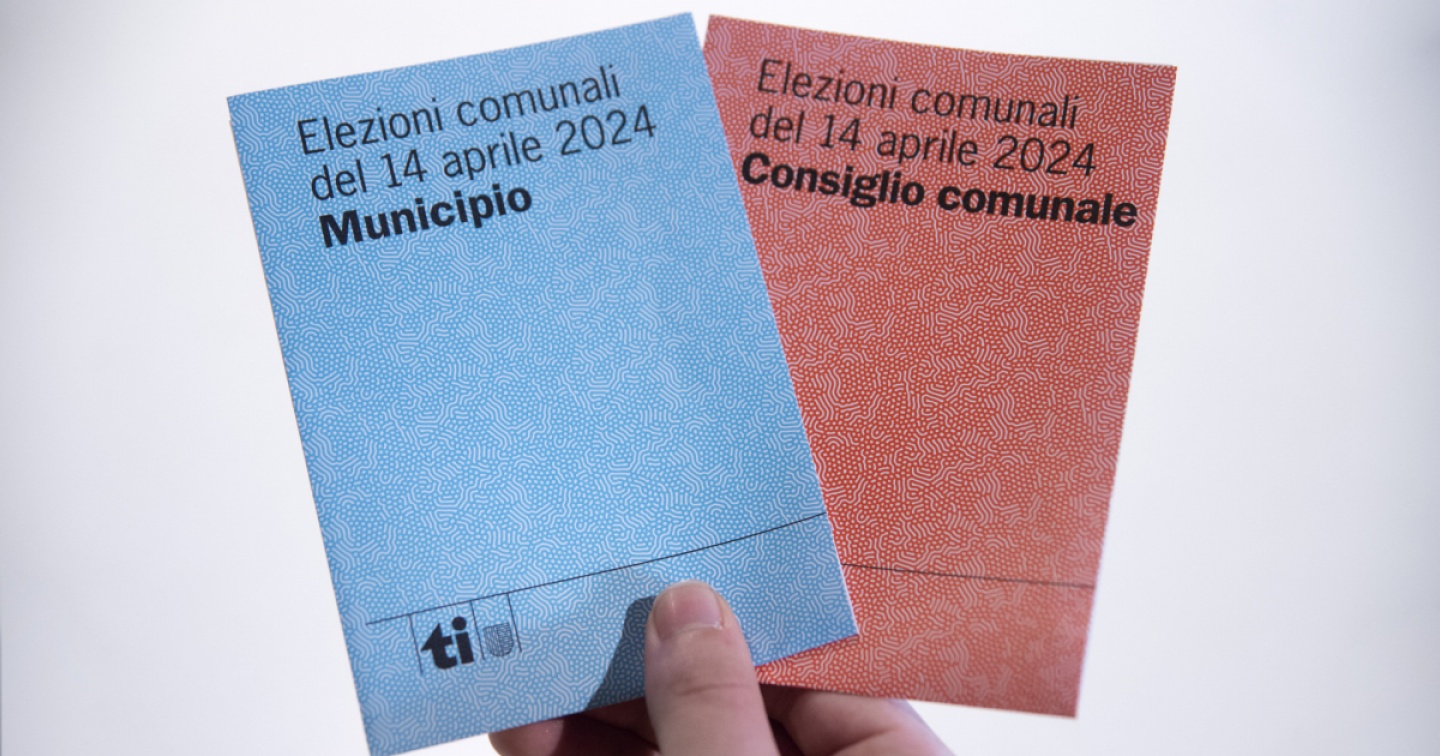 Elezioni comunali
del 14 aprile 2024
Municipio
ti
Elezioni comunali
del 14 aprile 2024
Consiglio comunale